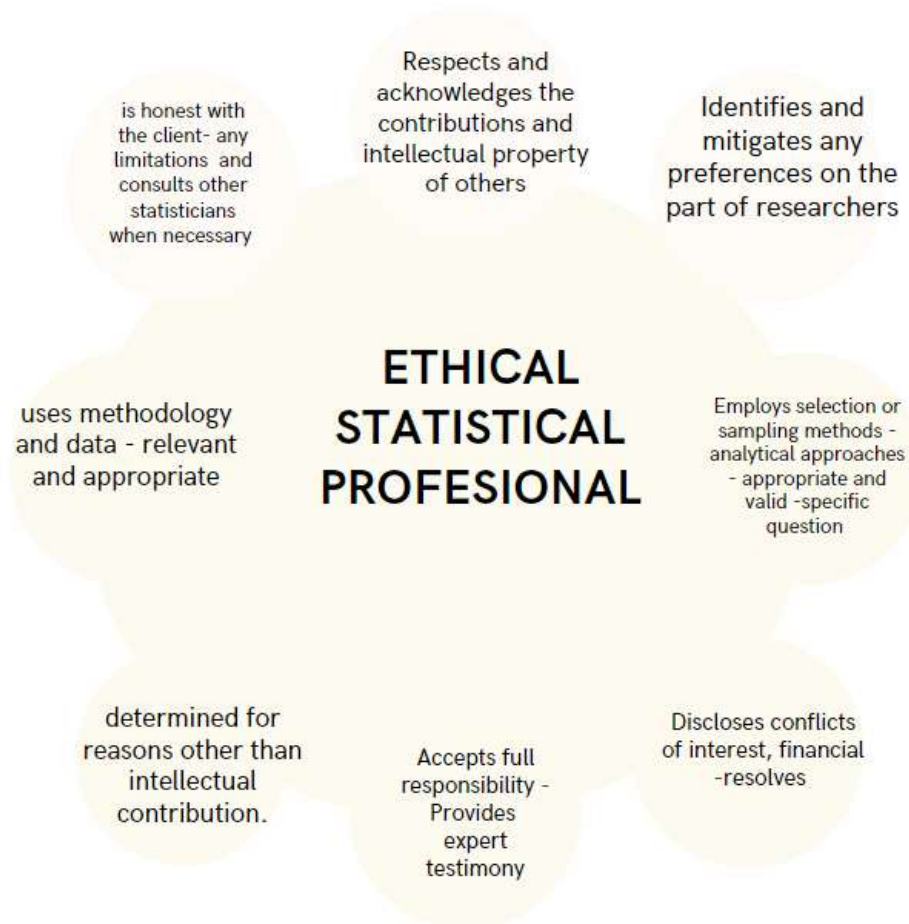 Respects and
acknowledges the
contributions and
intellectual property
of others
is honest with
the client- any
limitations  and
consults other
statisticians
when necessary
Identifies and
mitigates any
preferences on the
part of researchers
ETHICAL
STATISTICAL
PROFESIONAL
uses methodology
and data - relevant
and appropriate
Employs selection or
sampling methods -
analytical approaches
- appropriate and
valid -specific
question
determined for
reasons other than
intellectual
contribution.
Accepts full
responsibility -
Provides
expert
testimony
Discloses conflicts
of interest, financial
-resolves